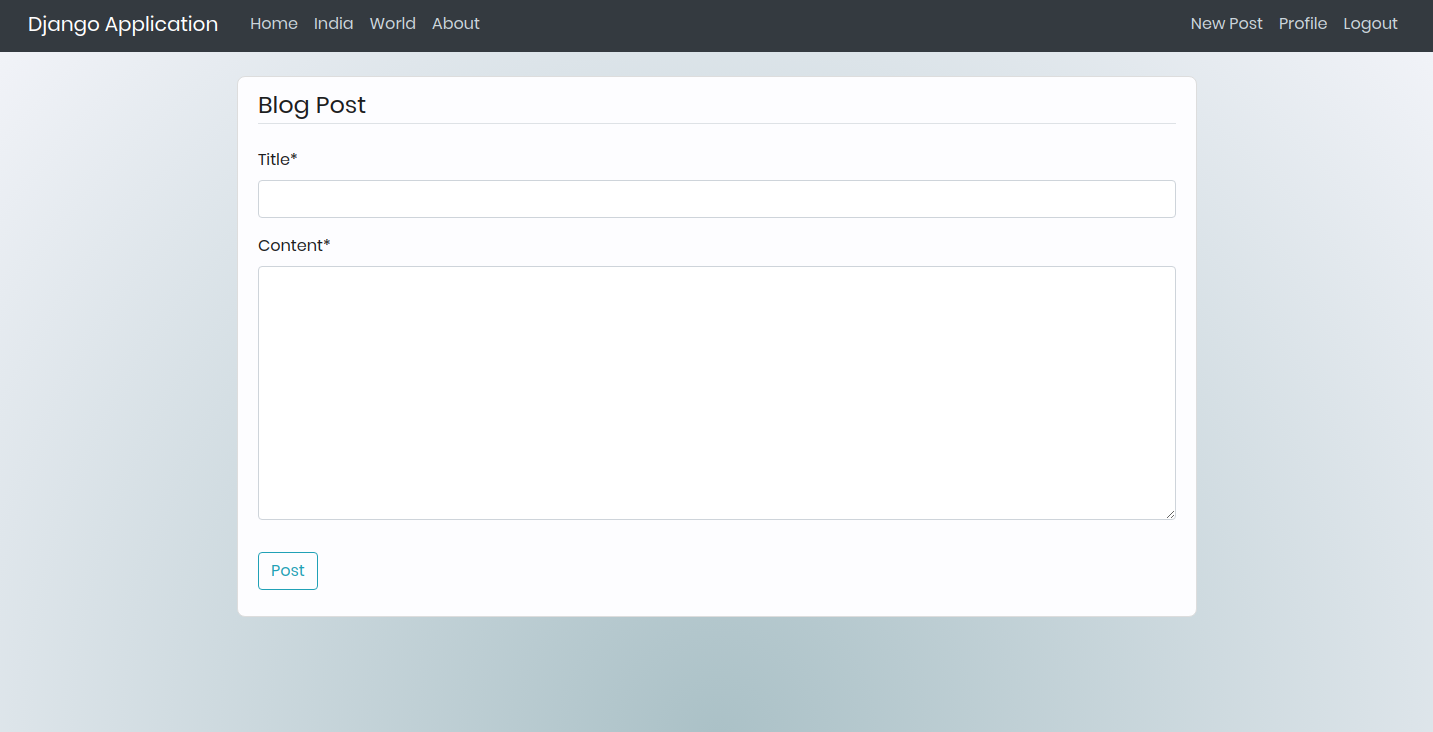 Django Application Home India World About New Post Profile Logout
Blog Post
Title*
Content*
Post